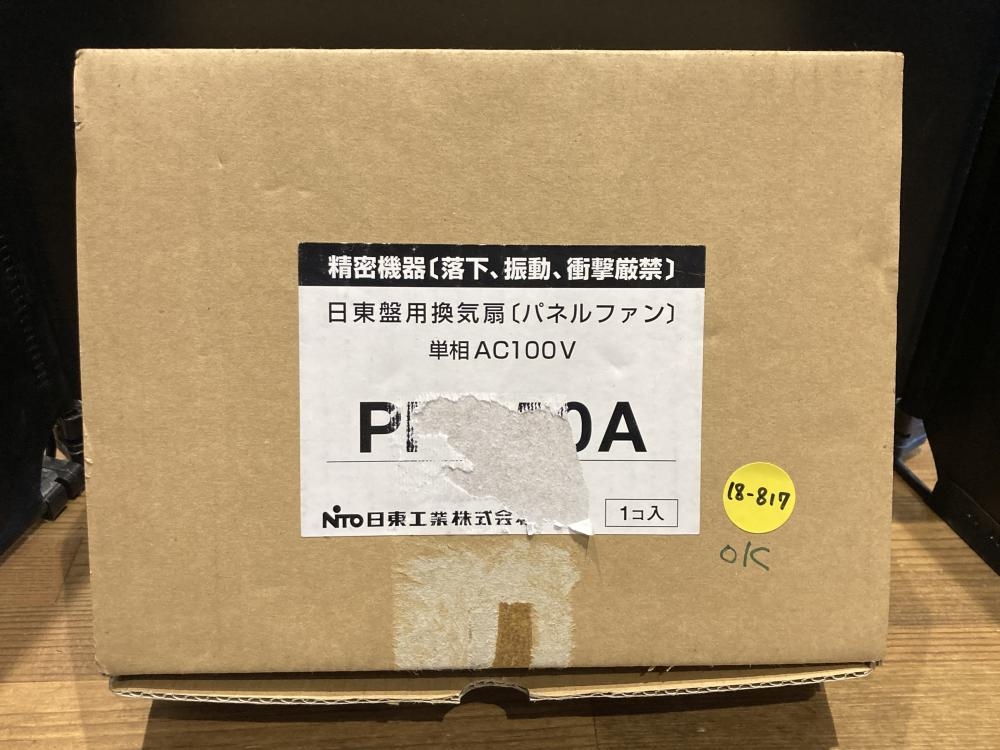 精密機器〔落下、振動、衝撃厳禁〕
日東盤用換気扇〔パネルファン〕
単相AC100V
P 0A
NiTO日東工業株式会
1コ入
18-817
OK